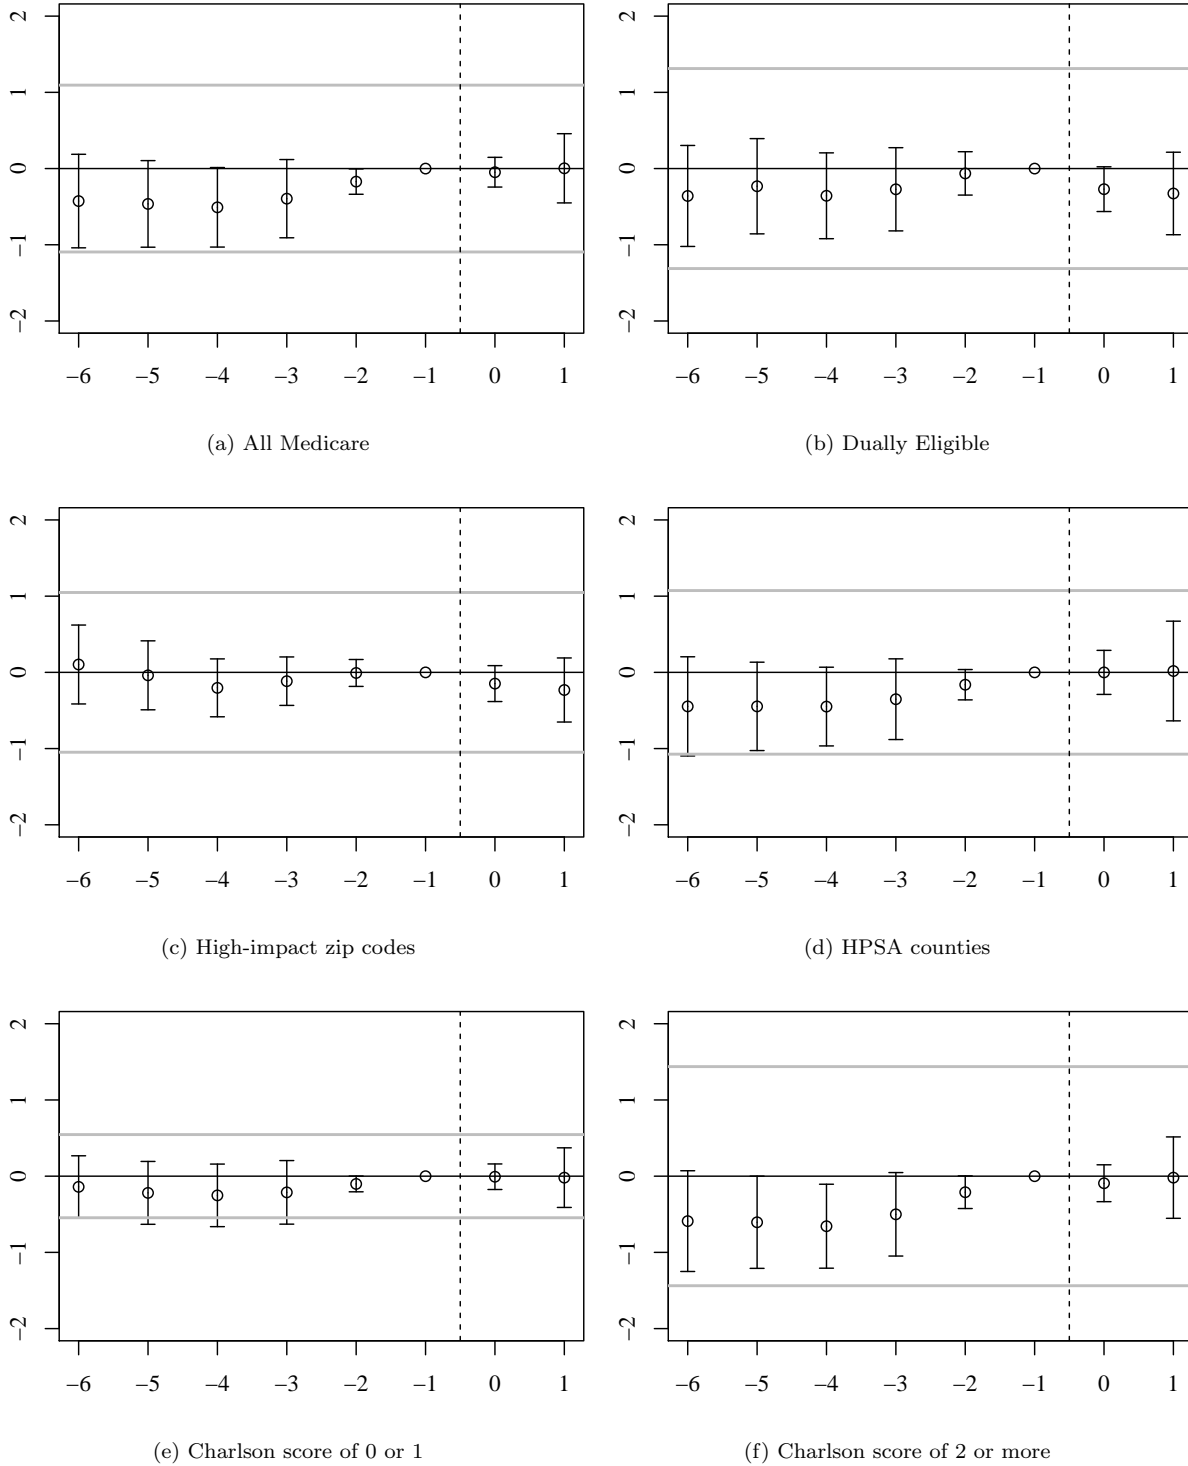 2
1
0
−1
−2
−6 −5 −4 −3 −2 −1 0 1
(a) All Medicare
2
1
0
−1
−2
−6 −5 −4 −3 −2 −1 0 1
(b) Dually Eligible
2
1
0
−1
−2
−6 −5 −4 −3 −2 −1 0 1
(c) High-impact zip codes
2
1
0
−1
−2
−6 −5 −4 −3 −2 −1 0 1
(d) HPSA counties
2
1
0
−1
−2
−6 −5 −4 −3 −2 −1 0 1
(e) Charlson score of 0 or 1
2
1
0
−1
−2
−6 −5 −4 −3 −2 −1 0 1
(f) Charlson score of 2 or more